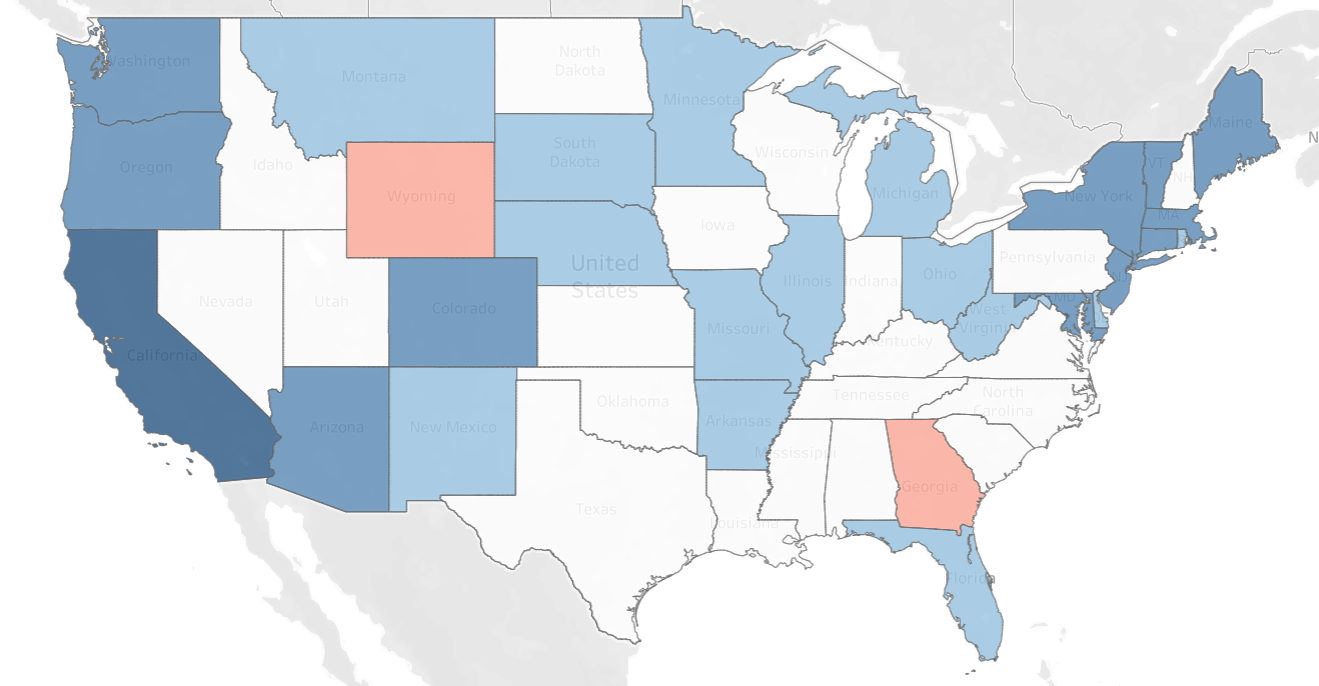 Washington
Montana
North
Dakota
Minnesota
Maine
Oregon
Idaho
South
Dakota
Wisconsin
VT
NH
Wyoming
Michigan
New York
MA
Iowa
United
States
Nevada
Utah
Colorado
Illinois
Indiana
Ohio
Pennsylvania
MD
West
Virginia
California
Missouri
Kentucky
Arizona
New Mexico
Oklahoma
Arkansas
Tennessee
North
Carolina
Mississippi
Georgia
Texas
Louisiana
Florida